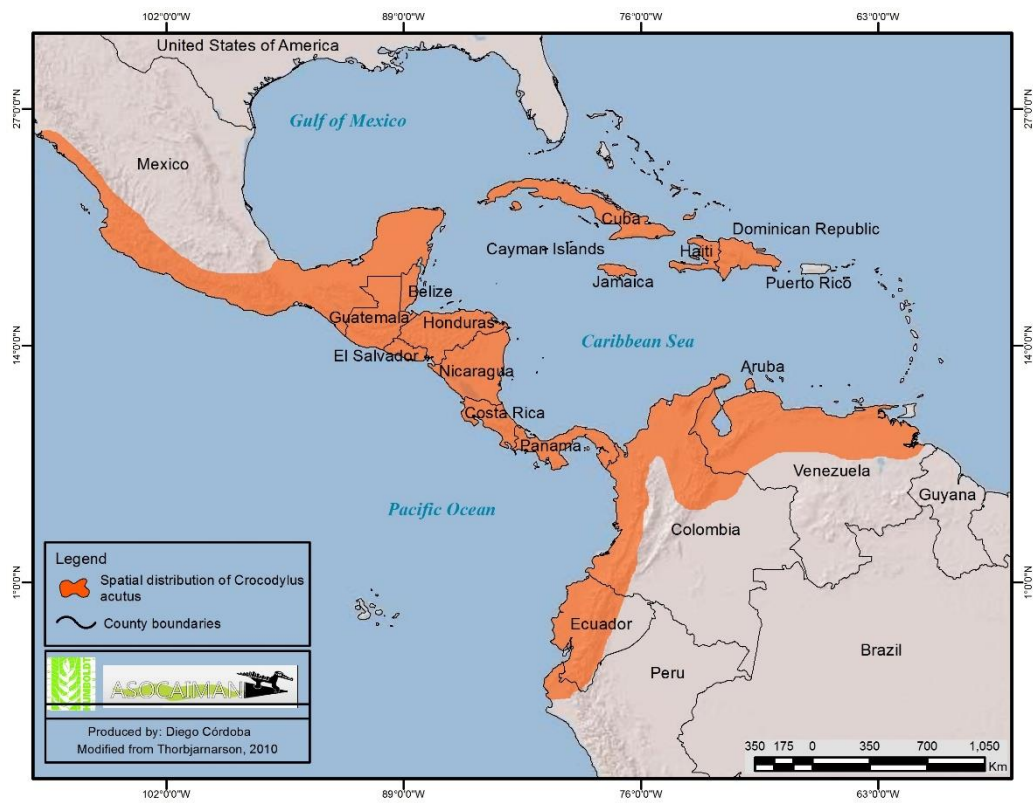 102°0'0"W
89°0'0"W
76°0'0"W
63°0'0"W
27°0'0"N
27°0'0"N
14°0'0"N
14°0'0"N
1°0'0"N
1°0'0"N
United States of America
Gulf of Mexico
Mexico
Cuba
Dominican Republic
Cayman Islands
Haiti
Jamaica
Puerto Rico
Belize
Guatemala
Honduras
El Salvador
Caribbean Sea
Nicaragua
Aruba
Costa Rica
Panama
Venezuela
Guyana
Pacific Ocean
Colombia
Ecuador
Peru
Brazil
Legend
Spatial distribution of Crocodylus
acutus
County boundaries
HUMBOLDT
ASOCAIMAN
Produced by: Diego Córdoba
Modified from Thorbjarnarson, 2010
350 175 0 350 700 1,050
Km
102°0'0"W
89°0'0"W
76°0'0"W
63°0'0"W